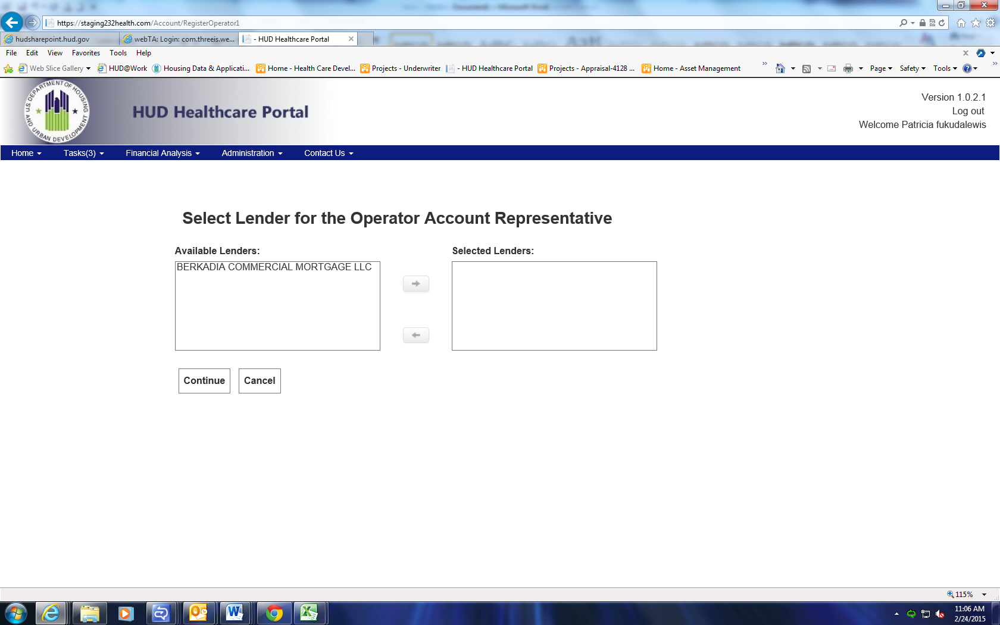 https://staging232health.com/Account/RegisterOperator1
hudsharepoint.hud.gov
webTA: Login: com.threeis.we...
- HUD Healthcare Portal
File Edit View Favorites Tools Help
Web Slice Gallery HUD@Work Housing Data & Applicati... Home - Health Care Devel... Projects - Underwriter - HUD Healthcare Portal Projects - Appraisal-4128 ... Home - Asset Management Page Safety Tools
U.S. DEPARTMENT OF HOUSING AND URBAN DEVELOPMENT
HUD Healthcare Portal
Version 1.0.2.1
Log out
Welcome Patricia fukudalewis
Home Tasks(3) Financial Analysis Administration Contact Us
Select Lender for the Operator Account Representative
Available Lenders:
Selected Lenders:
BERKADIA COMMERCIAL MORTGAGE LLC
Continue Cancel
115%
11:06 AM
2/24/2015